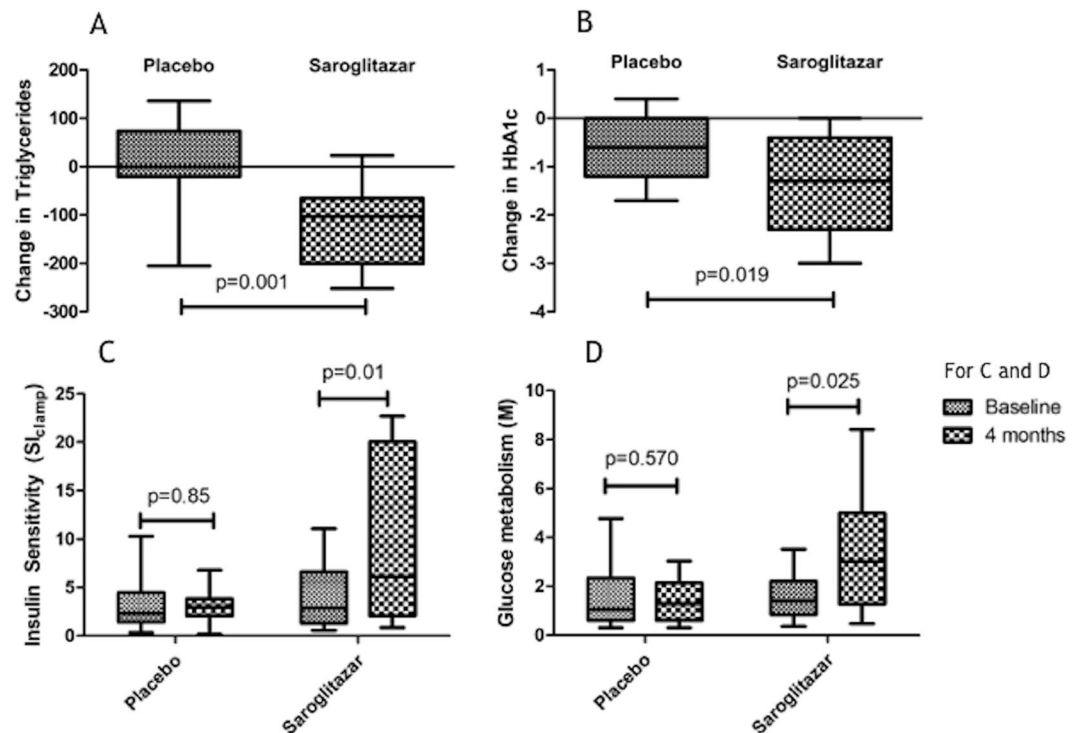 A
Placebo Saroglitazar
Change in Triglycerides
200
100
0
-100
-200
-300
p=0.001
B
Placebo Saroglitazar
Change in HbA1c
1
0
-1
-2
-3
-4
p=0.019
C
Insulin Sensitivity (SIclamp)
25
20
15
10
5
0
p=0.85
p=0.01
Placebo
Saroglitazar
D
Glucose metabolism (M)
10
8
6
4
2
0
p=0.570
p=0.025
Placebo
Saroglitazar
For C and D
Baseline
4 months